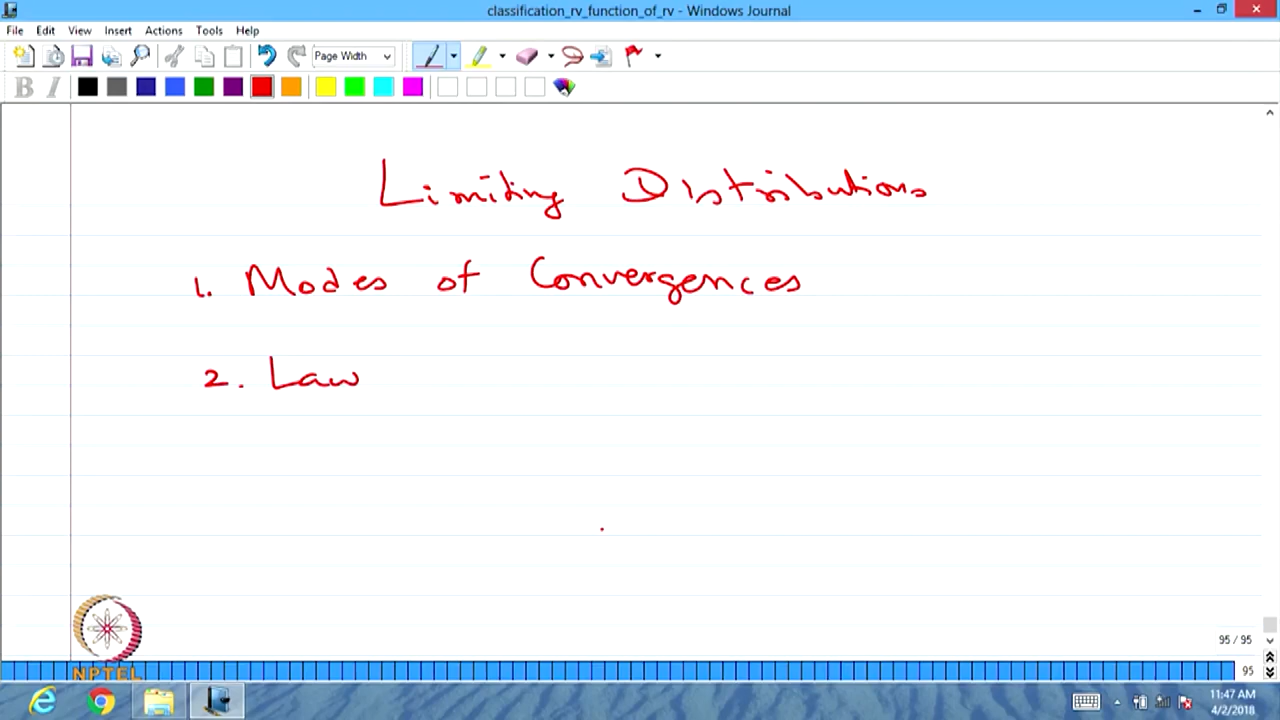 classification_rv_function_of_rv - Windows Journal
File Edit View Insert Actions Tools Help
Page Width
B I
Limiting Distributions
1. Modes of Convergences
2. Law
95 / 95
NPTEL
95
11:47 AM
4/2/2018